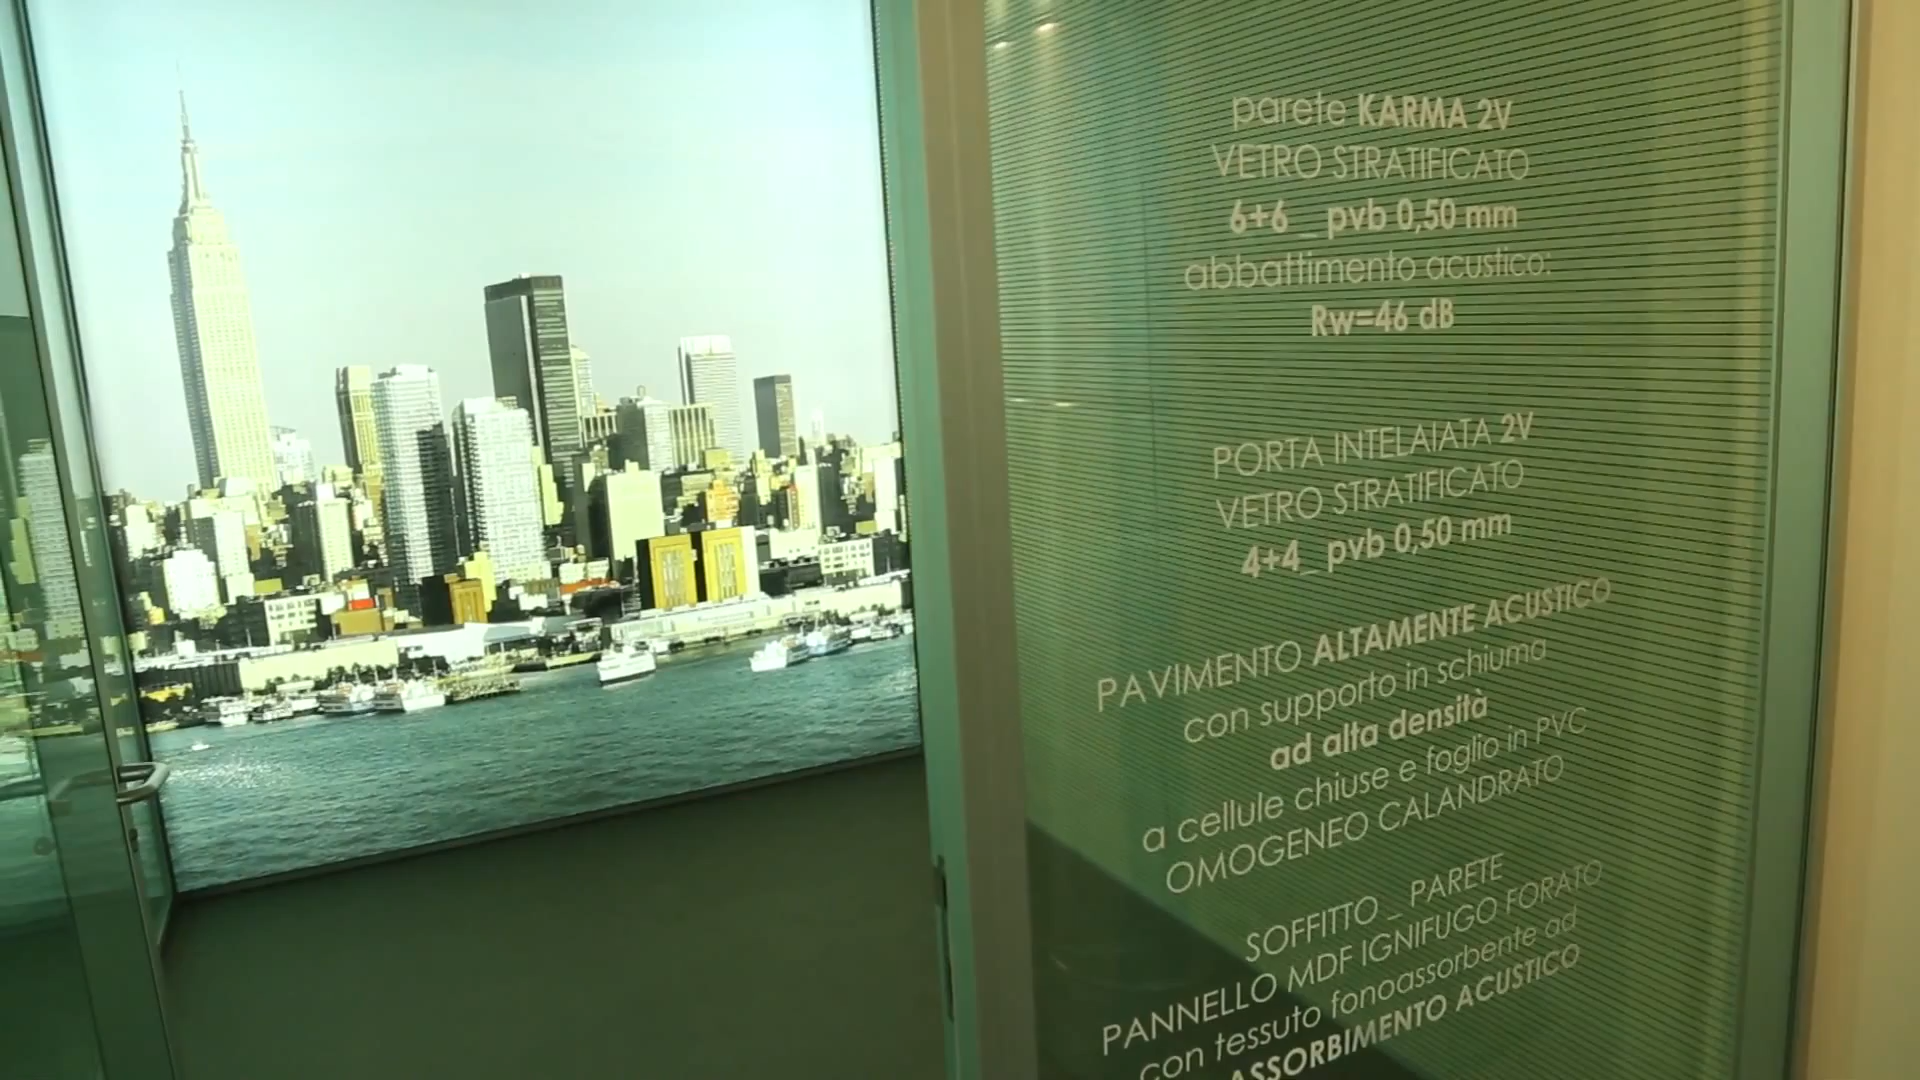 parete KARMA 2V
VETRO STRATIFICATO
6+6 _ pvb 0,50 mm
abbattimento acustico:
Rw=46 dB
PORTA INTELAIATA 2V
VETRO STRATIFICATO
4+4_ pvb 0,50 mm
PAVIMENTO ALTAMENTE ACUSTICO
con supporto in schiuma
ad alta densità
a cellule chiuse e foglio in PVC
OMOGENEO CALANDRATO
SOFFITTO _ PARETE
PANNELLO MDF IGNIFUGO FORATO
con tessuto fonoassorbente ad
ASSORBIMENTO ACUSTICO